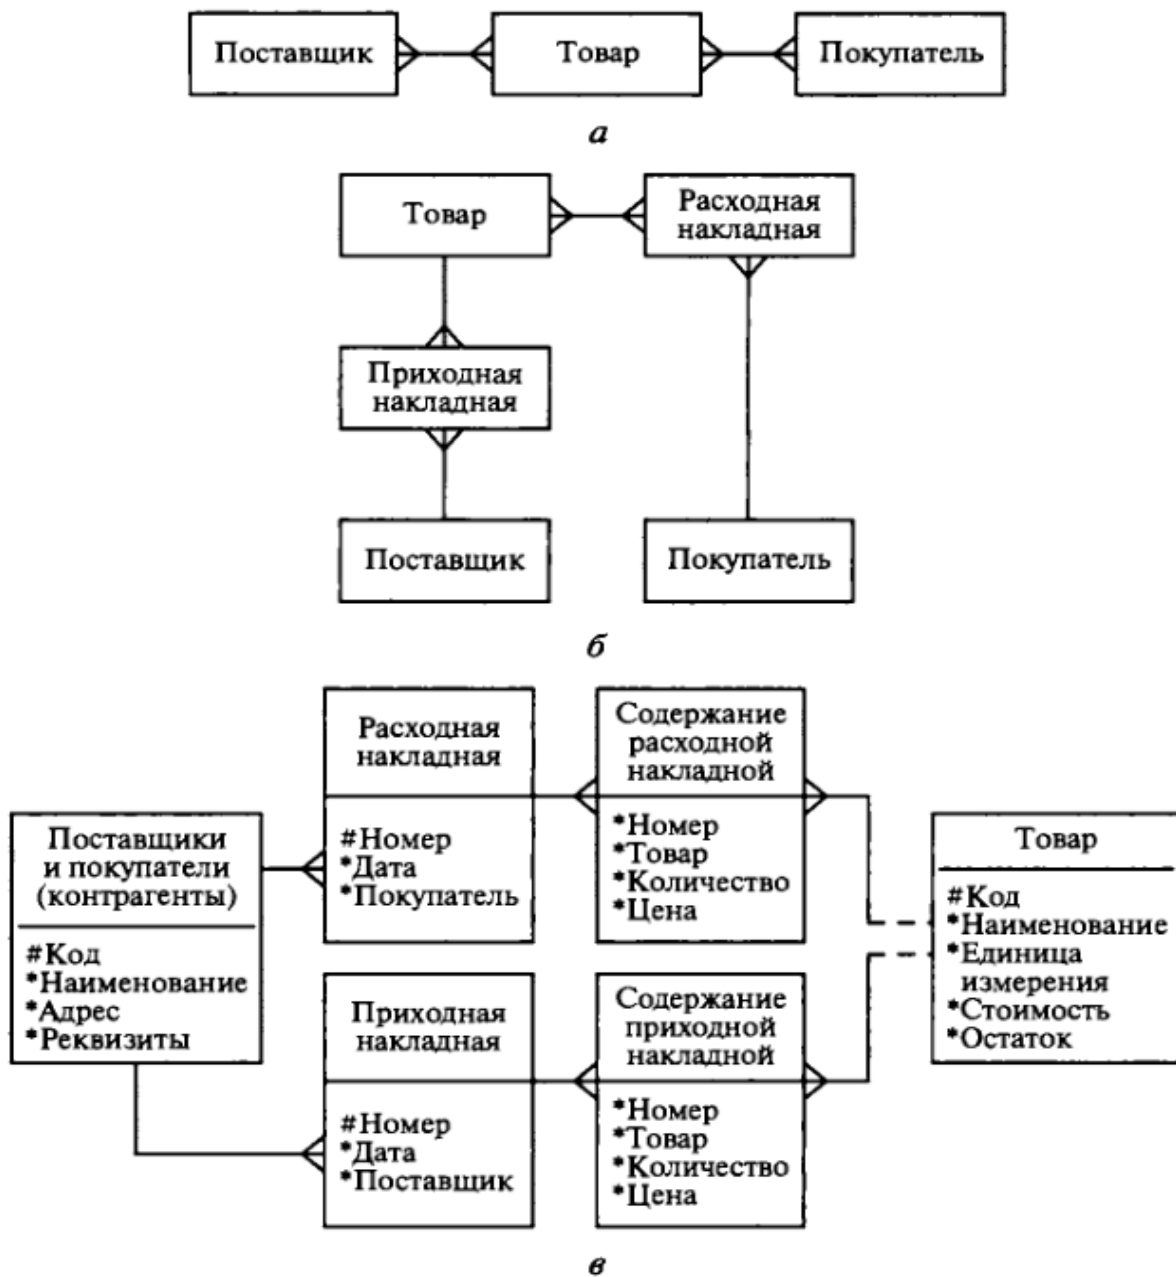 Поставщик
Товар
Покупатель
а
Товар
Расходная
накладная
Приходная
накладная
Поставщик
Покупатель
б
Поставщики
и покупатели
(контрагенты)
#Код
*Наименование
*Адрес
*Реквизиты
Расходная
накладная
#Номер
*Дата
*Покупатель
Содержание
расходной
накладной
*Номер
*Товар
*Количество
*Цена
Приходная
накладная
#Номер
*Дата
*Поставщик
Содержание
приходной
накладной
*Номер
*Товар
*Количество
*Цена
Товар
#Код
*Наименование
*Единица
измерения
*Стоимость
*Остаток
в